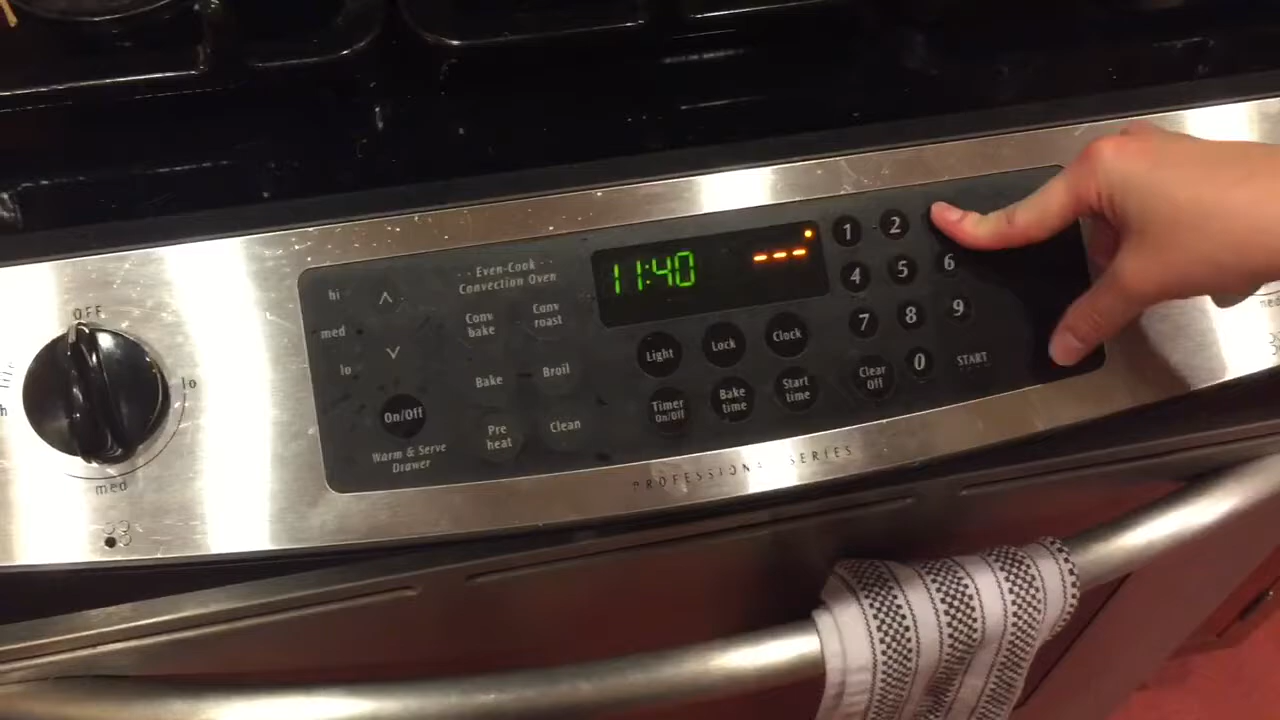 OFF
lo
med
hi
med
lo
On/Off
Warm & Serve
Drawer
Even-Cook
Convection Oven
Conv
bake
Conv
roast
Bake
Broil
Pre
heat
Clean
11:40
---
Light
Lock
Clock
Timer
On/Off
Bake
time
Start
time
1
2
4
5
6
7
8
9
Clear
Off
0
START
PROFESSIONAL SERIES